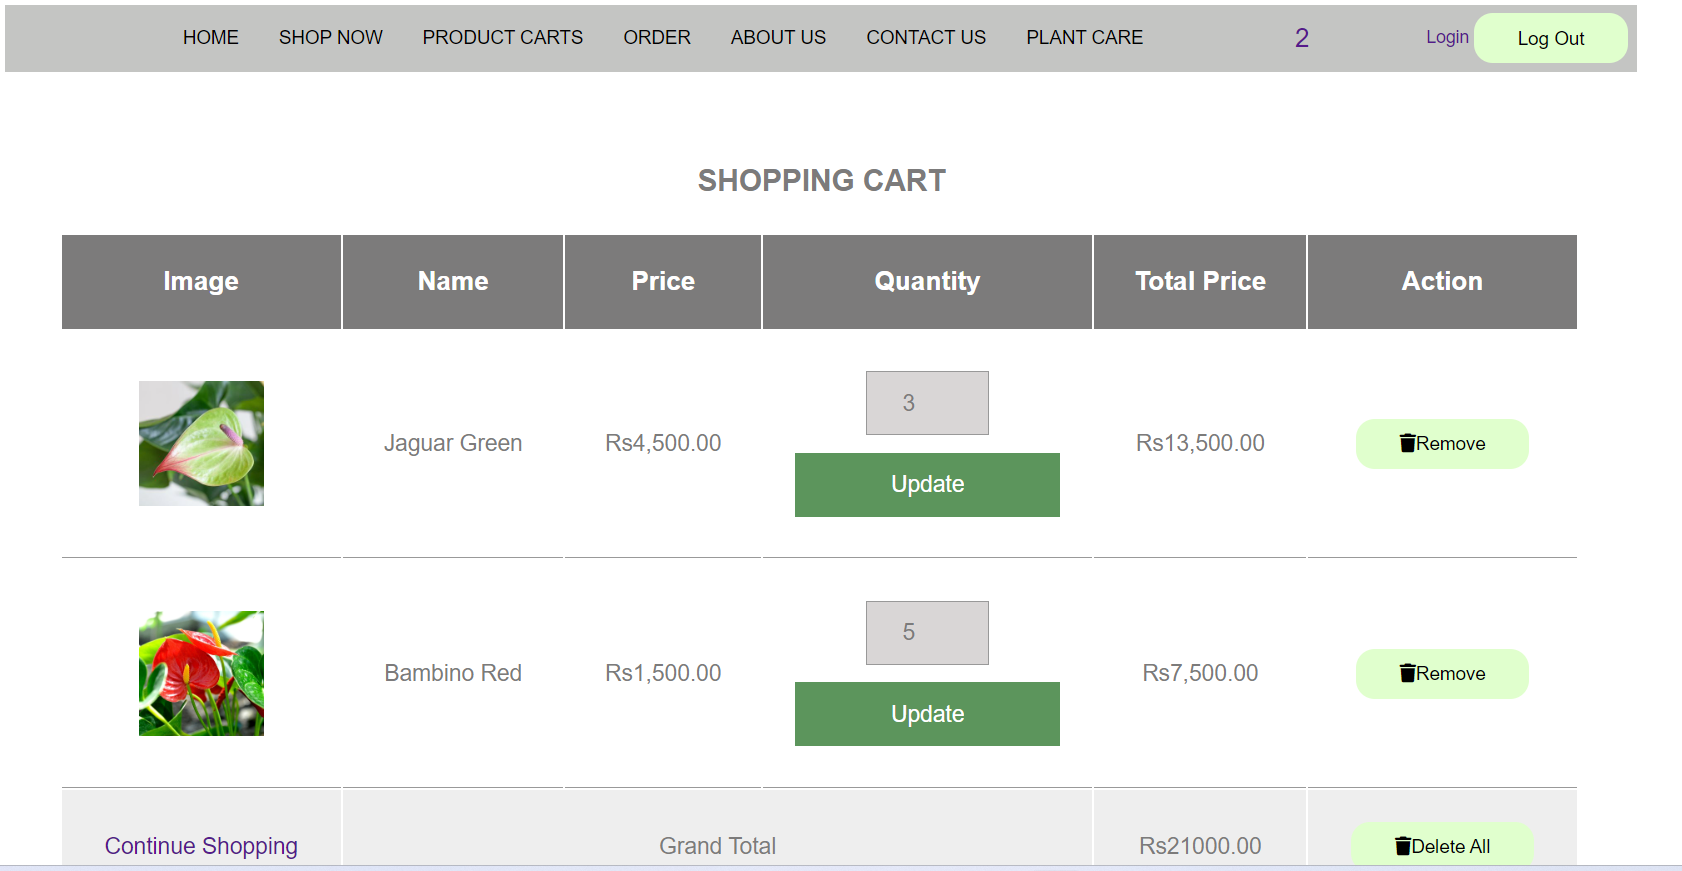 HOME SHOP NOW PRODUCT CARTS ORDER ABOUT US CONTACT US PLANT CARE 2 Login Log Out
SHOPPING CART
Image Name Price Quantity Total Price Action
3
Jaguar Green Rs4,500.00 Rs13,500.00 Remove
Update
5
Bambino Red Rs1,500.00 Rs7,500.00 Remove
Update
Continue Shopping Grand Total Rs21000.00 Delete All